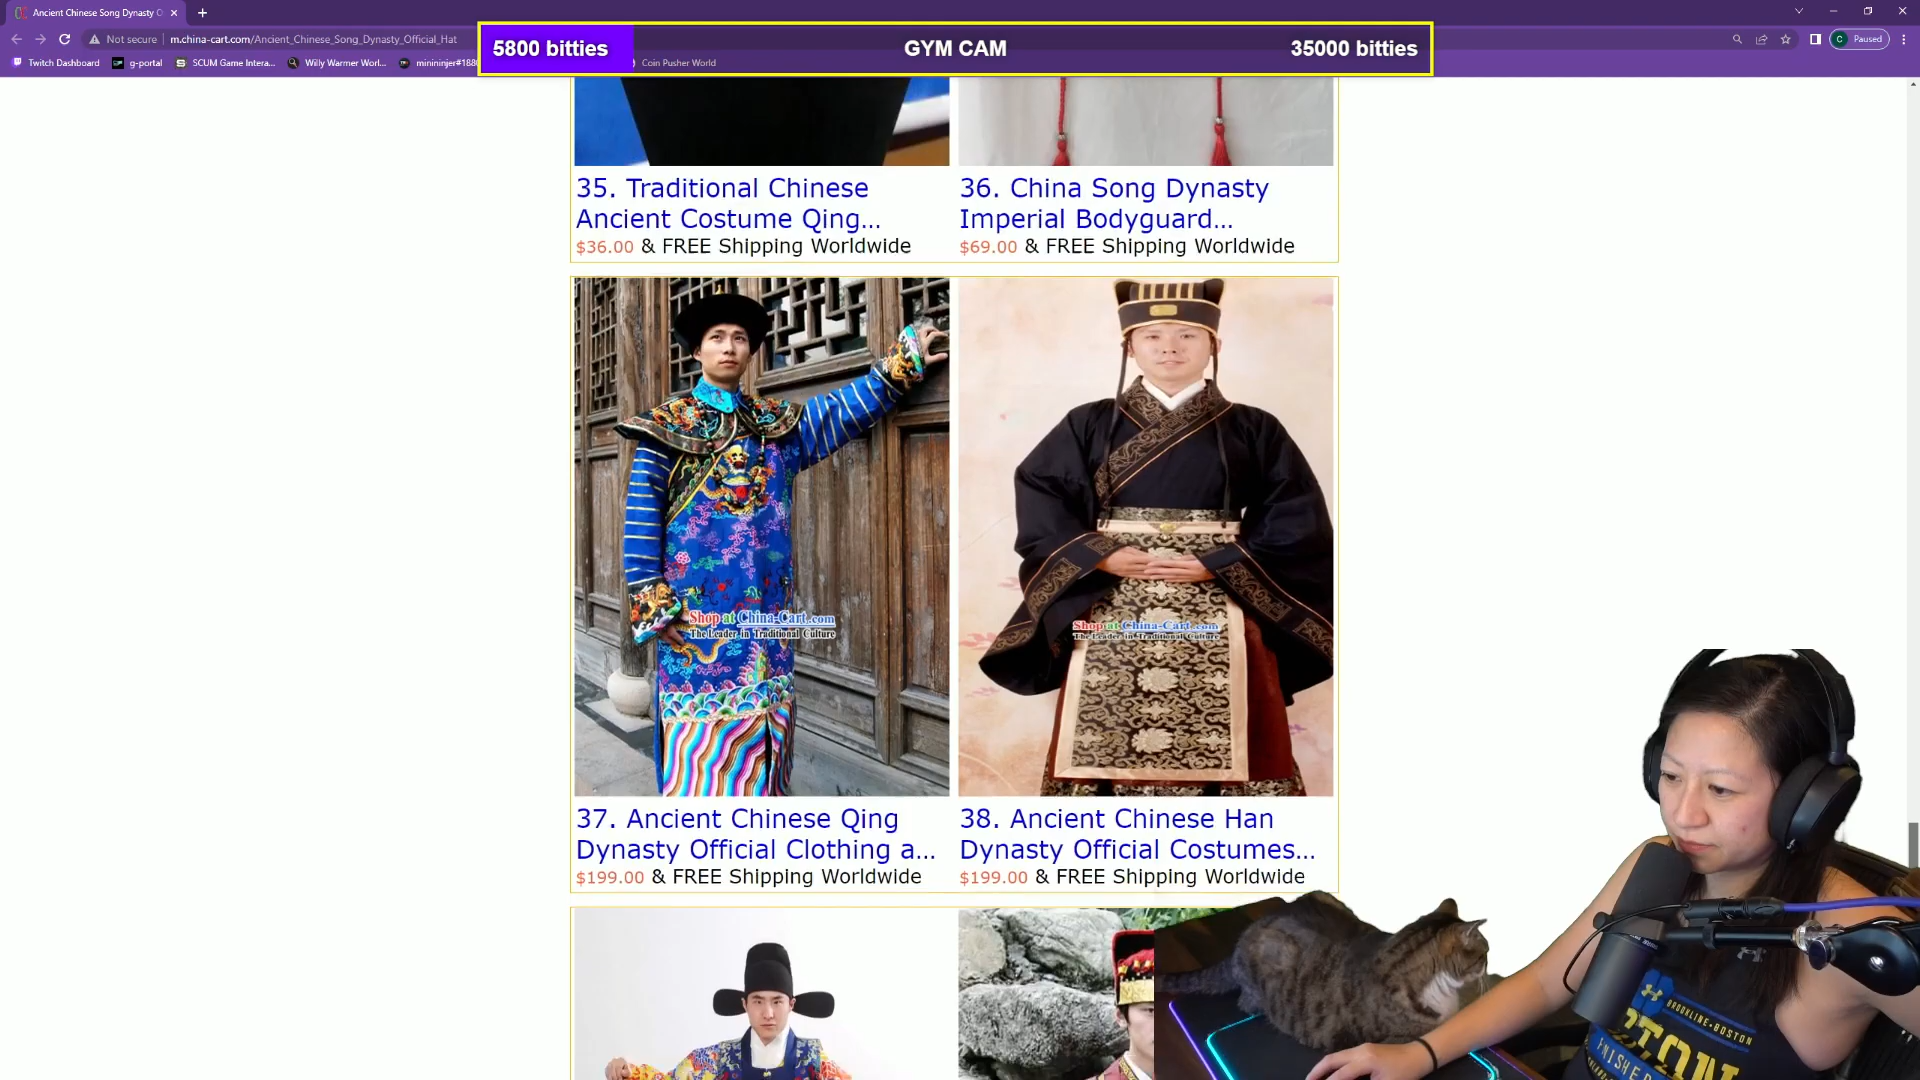 Ancient Chinese Song Dynasty O
Not secure
m.china-cart.com/Ancient_Chinese_Song_Dynasty_Official_Hat
Paused
Twitch Dashboard
g-portal
SCUM Game Intera...
Willy Warmer Worl...
Coin Pusher World
5800 bitties
GYM CAM
35000 bitties
35. Traditional Chinese
Ancient Costume Qing...
$36.00 & FREE Shipping Worldwide
36. China Song Dynasty
Imperial Bodyguard...
$69.00 & FREE Shipping Worldwide
Shop at China-Cart.com
The Leader in Traditional Culture
Shop at China-Cart.com
The Leader in Traditional Culture
37. Ancient Chinese Qing
Dynasty Official Clothing a...
$199.00 & FREE Shipping Worldwide
38. Ancient Chinese Han
Dynasty Official Costumes...
$199.00 & FREE Shipping Worldwide
BROOKLINE•BOSTON